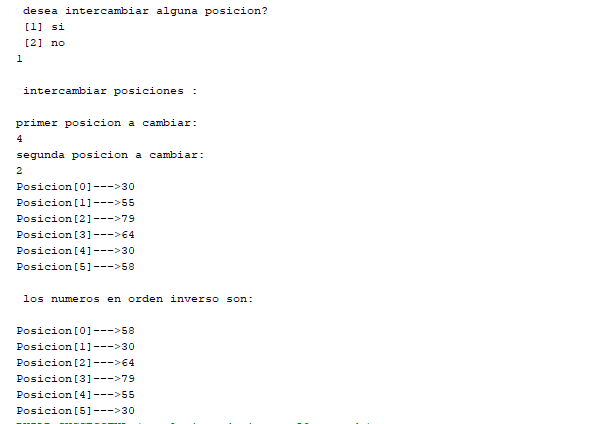 desea intercambiar alguna posicion?
[1] si
[2] no
1
intercambiar posiciones :
primer posicion a cambiar:
4
segunda posicion a cambiar:
2
Posicion[0]--->30
Posicion[1]--->55
Posicion[2]--->79
Posicion[3]--->64
Posicion[4]--->30
Posicion[5]--->58
los numeros en orden inverso son:
Posicion[0]--->58
Posicion[1]--->30
Posicion[2]--->64
Posicion[3]--->79
Posicion[4]--->55
Posicion[5]--->30